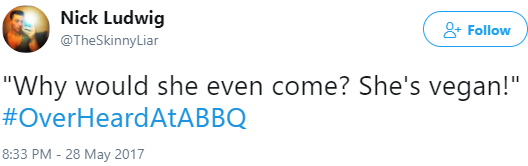 Nick Ludwig
@TheSkinnyLiar
Follow
"Why would she even come? She's vegan!"
#OverHeardAtABBQ
8:33 PM - 28 May 2017